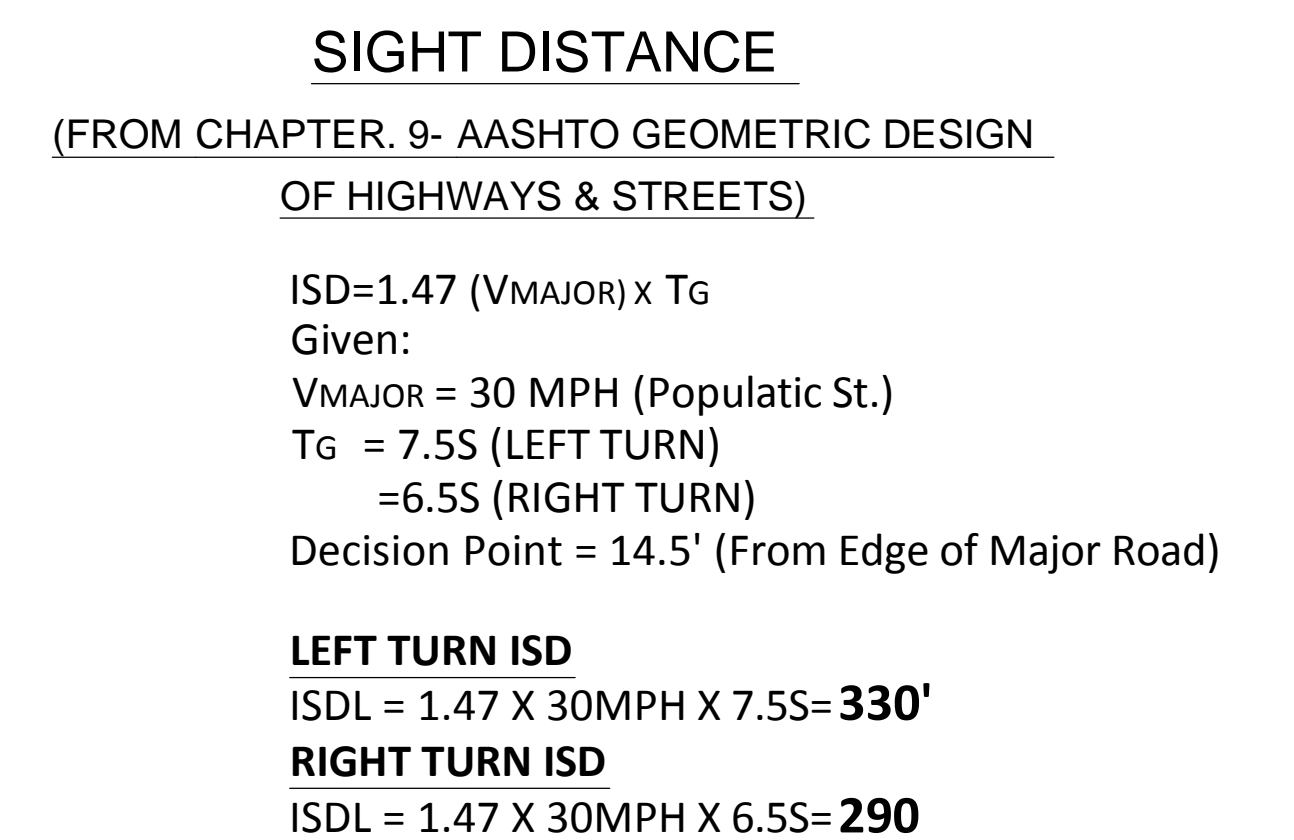 SIGHT DISTANCE
(FROM CHAPTER. 9- AASHTO GEOMETRIC DESIGN
OF HIGHWAYS & STREETS)
ISD=1.47 (VMAJOR) X TG
Given:
VMAJOR = 30 MPH (Populatic St.)
TG = 7.5S (LEFT TURN)
=6.5S (RIGHT TURN)
Decision Point = 14.5' (From Edge of Major Road)
LEFT TURN ISD
ISDL = 1.47 X 30MPH X 7.5S=330'
RIGHT TURN ISD
ISDL = 1.47 X 30MPH X 6.5S=290